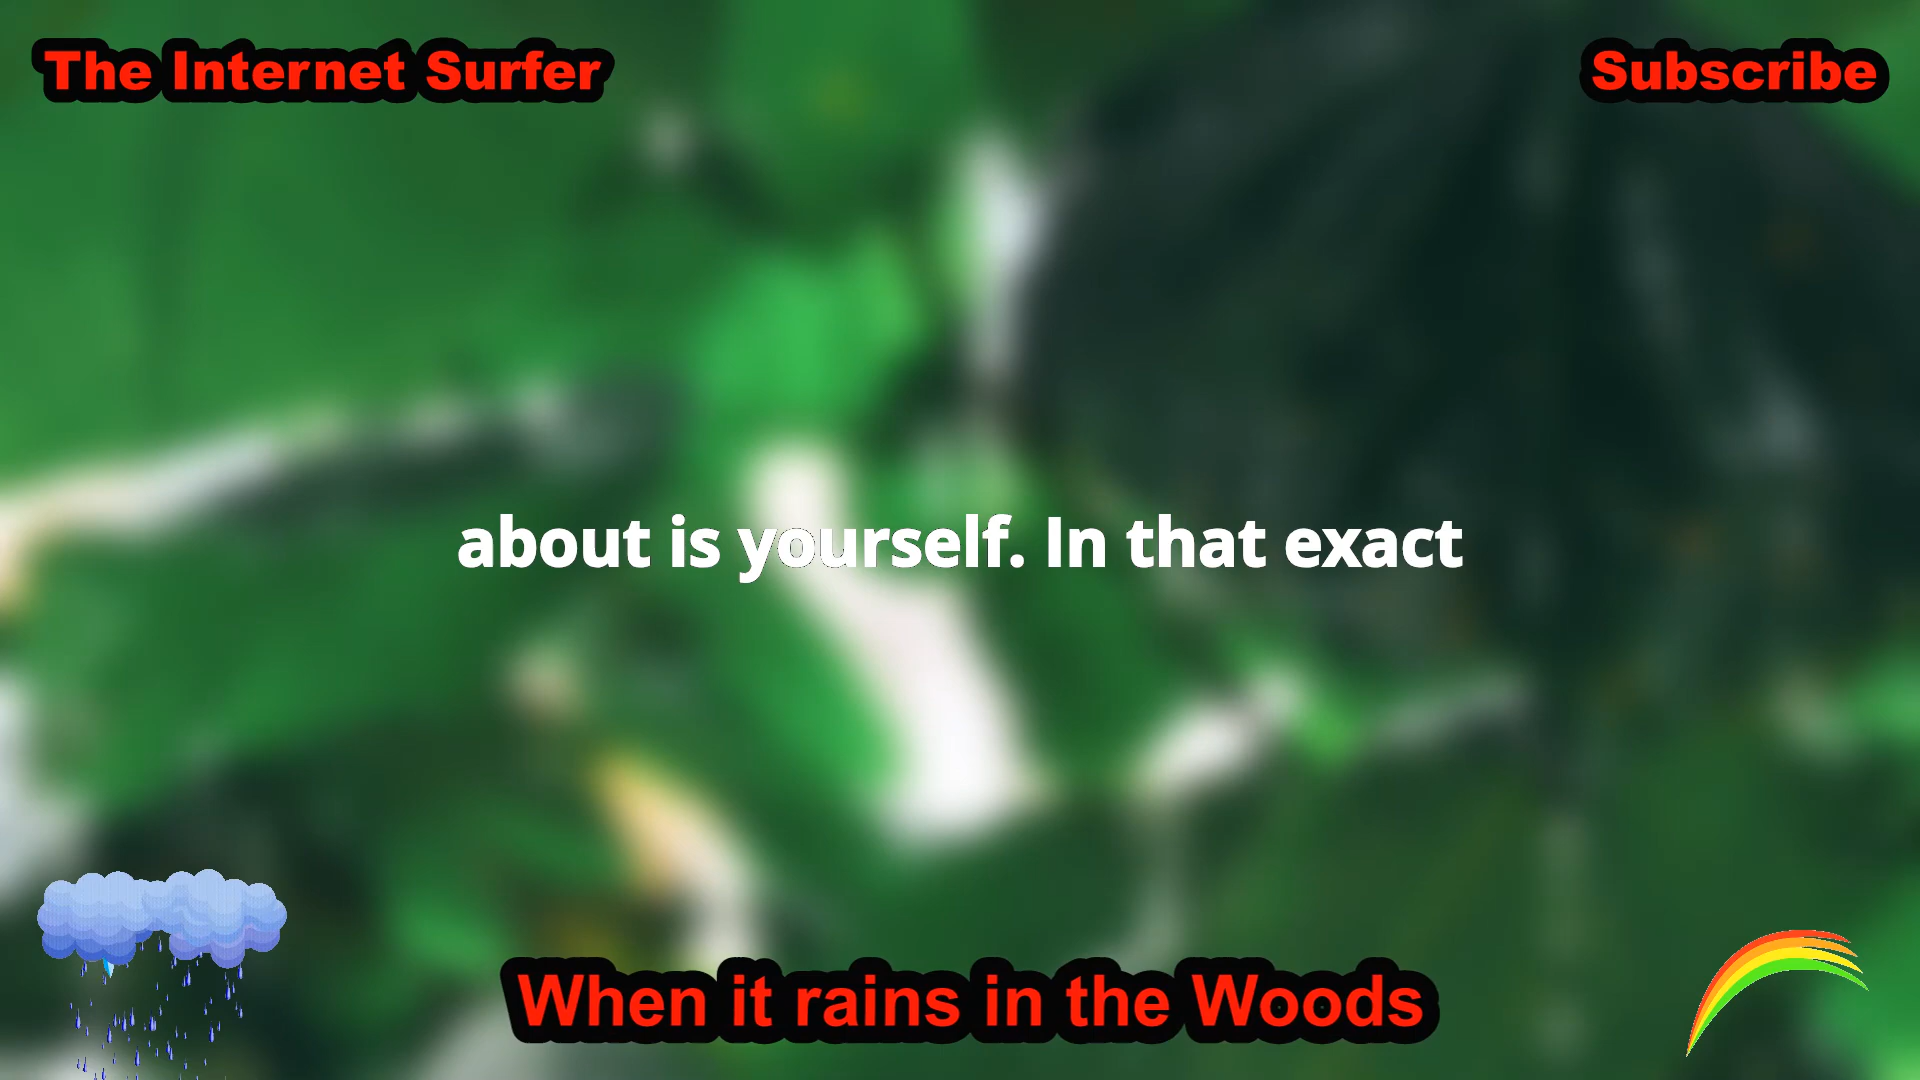 The Internet Surfer
Subscribe
about is yourself. In that exact
When it rains in the Woods